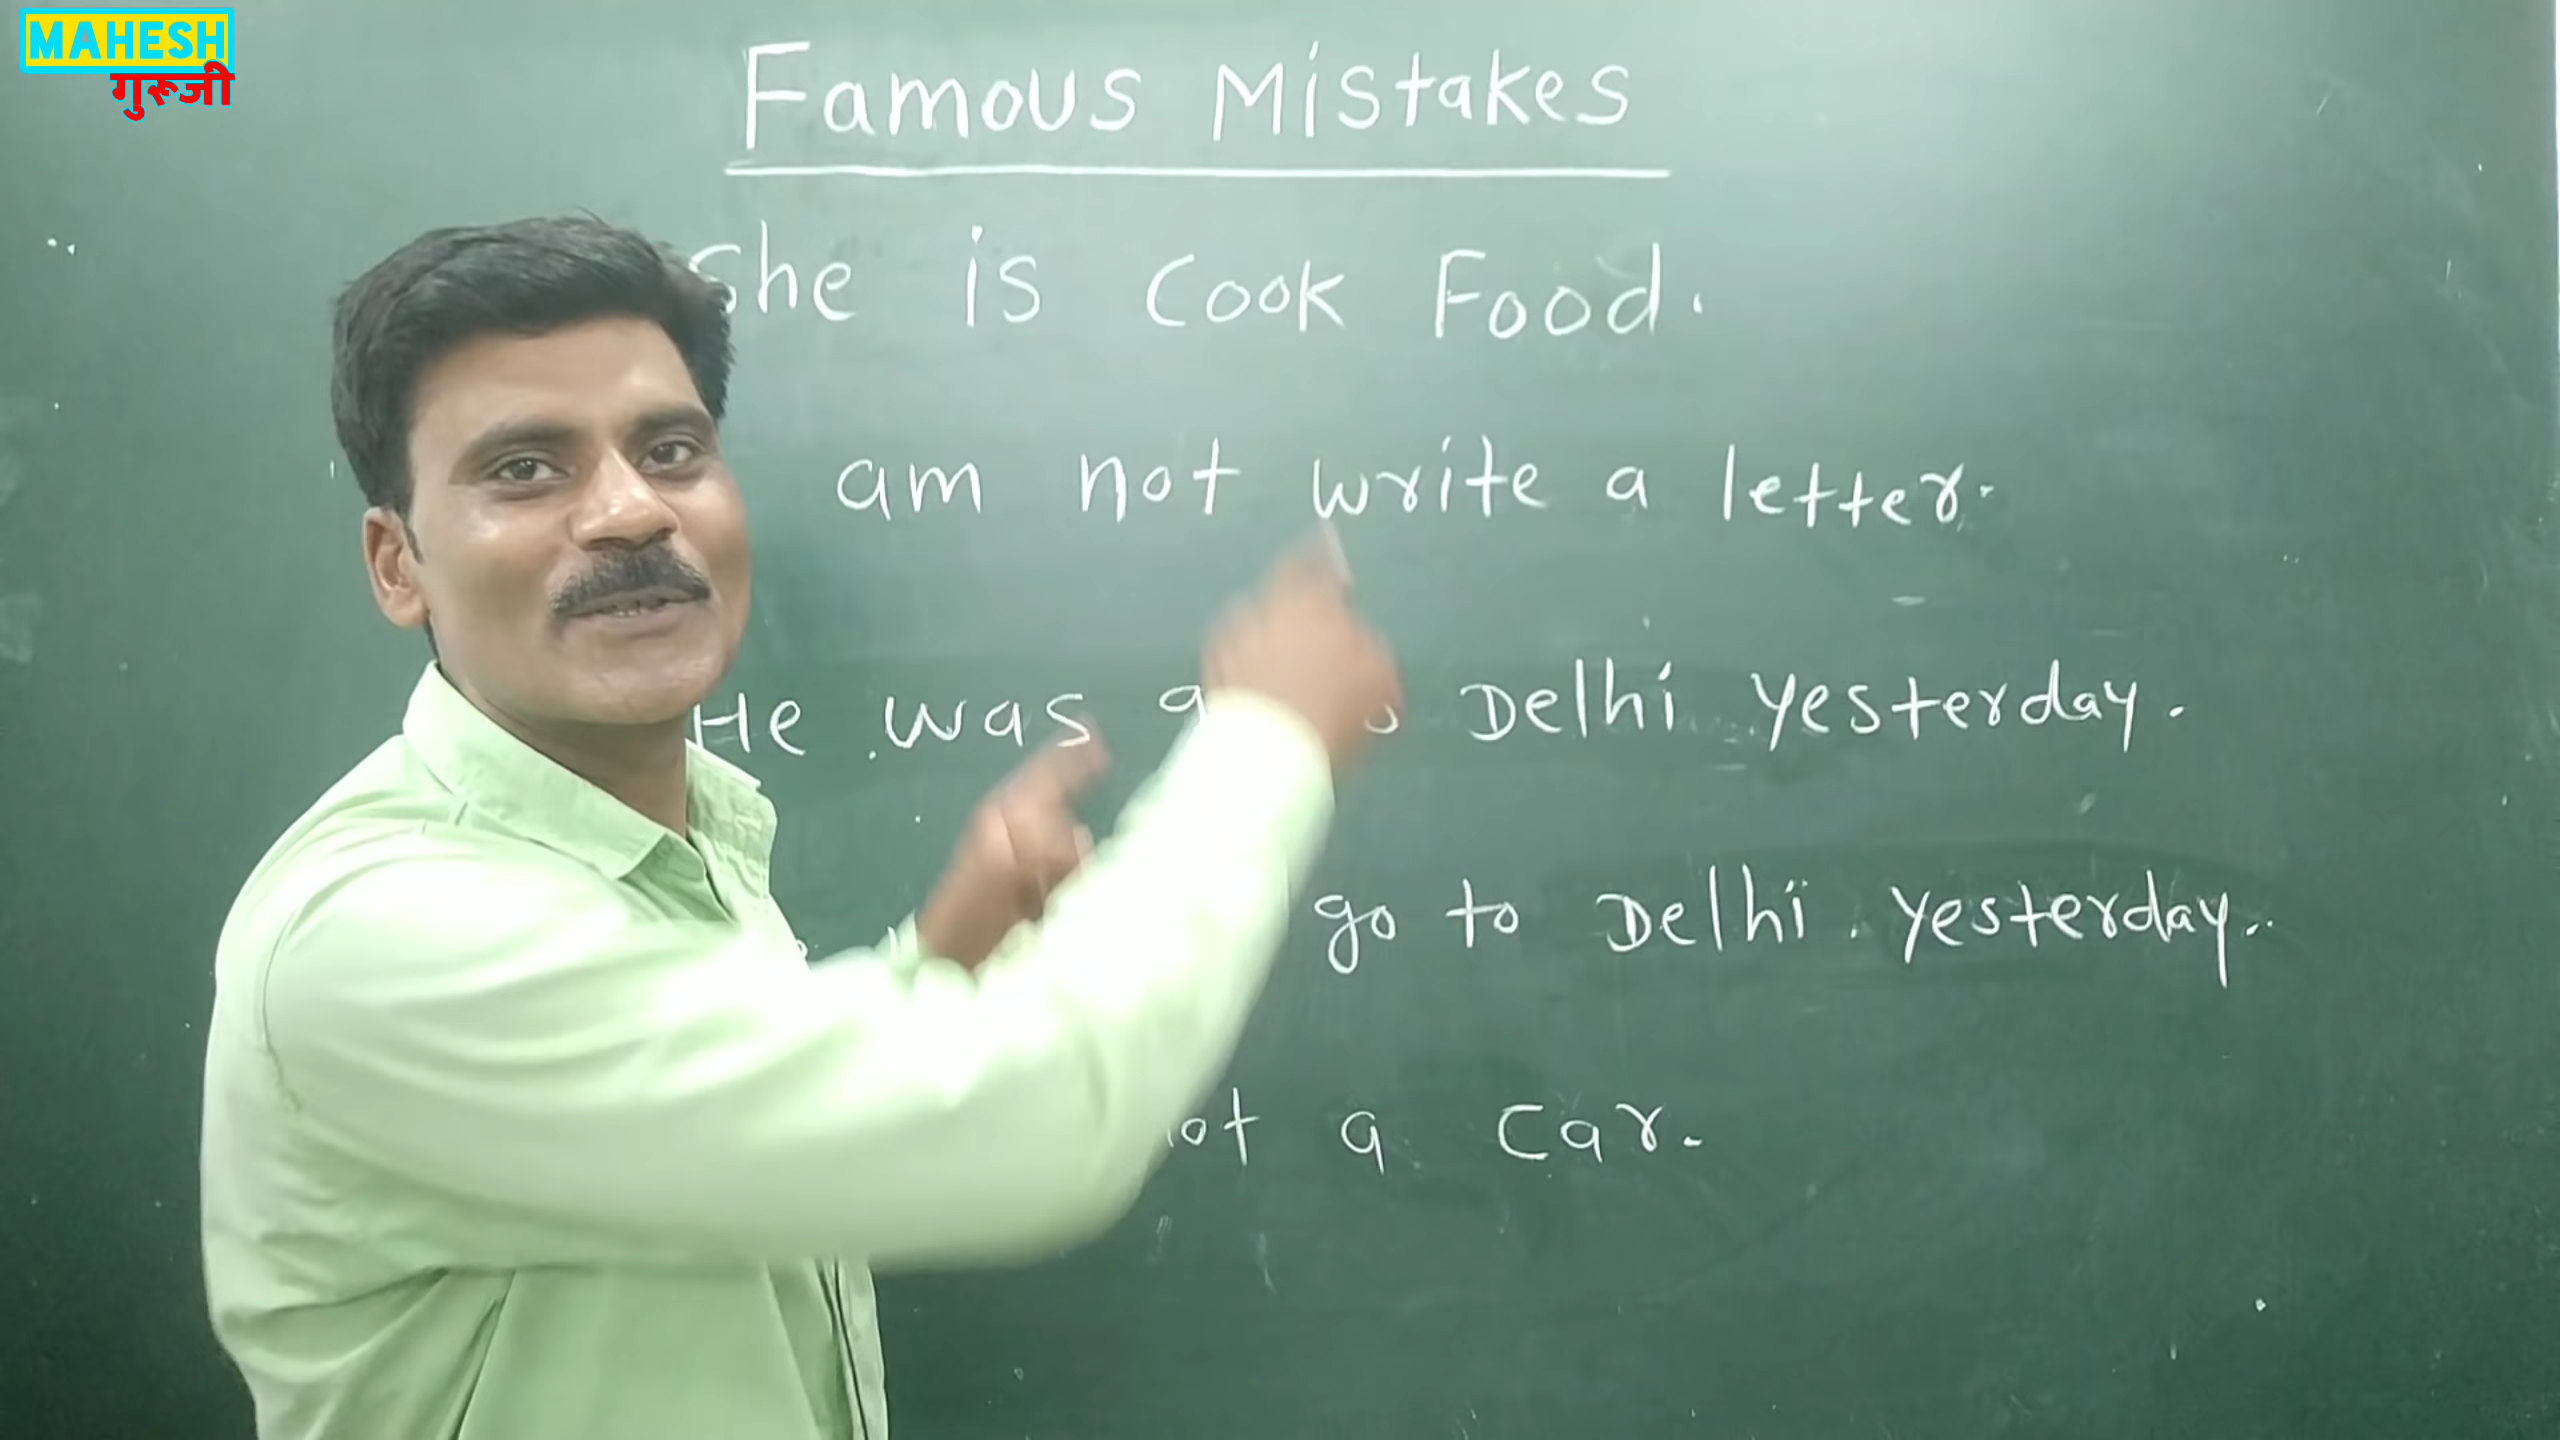 MAHESH
गुरूजी
Famous Mistakes
She is Cook Food.
am not write a letter.
He was Delhi yesterday.
go to Delhi yesterday.
a car.